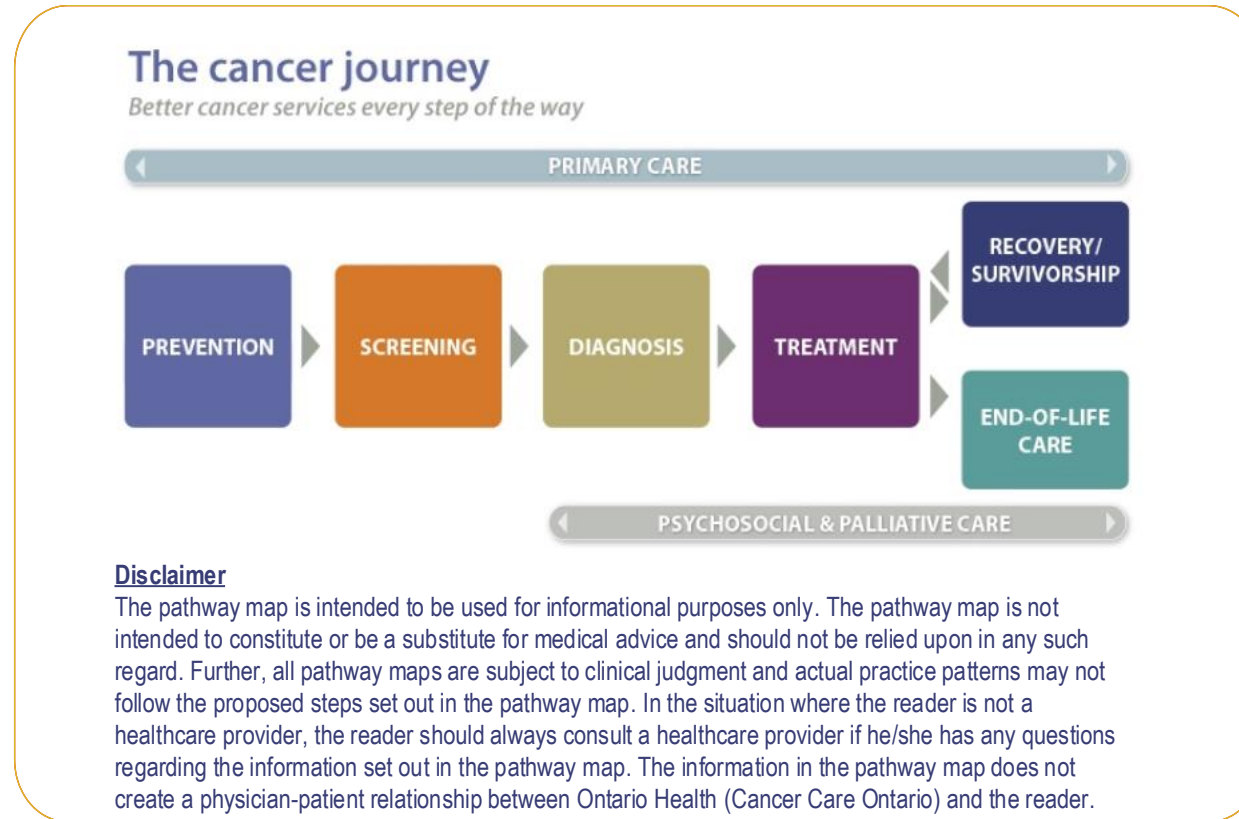 The cancer journey
Better cancer services every step of the way
PRIMARY CARE
PREVENTION
SCREENING
DIAGNOSIS
TREATMENT
RECOVERY/
SURVIVORSHIP
END-OF-LIFE
CARE
PSYCHOSOCIAL & PALLIATIVE CARE
Disclaimer
The pathway map is intended to be used for informational purposes only. The pathway map is not
intended to constitute or be a substitute for medical advice and should not be relied upon in any such
regard. Further, all pathway maps are subject to clinical judgment and actual practice patterns may not
follow the proposed steps set out in the pathway map. In the situation where the reader is not a
healthcare provider, the reader should always consult a healthcare provider if he/she has any questions
regarding the information set out in the pathway map. The information in the pathway map does not
create a physician-patient relationship between Ontario Health (Cancer Care Ontario) and the reader.